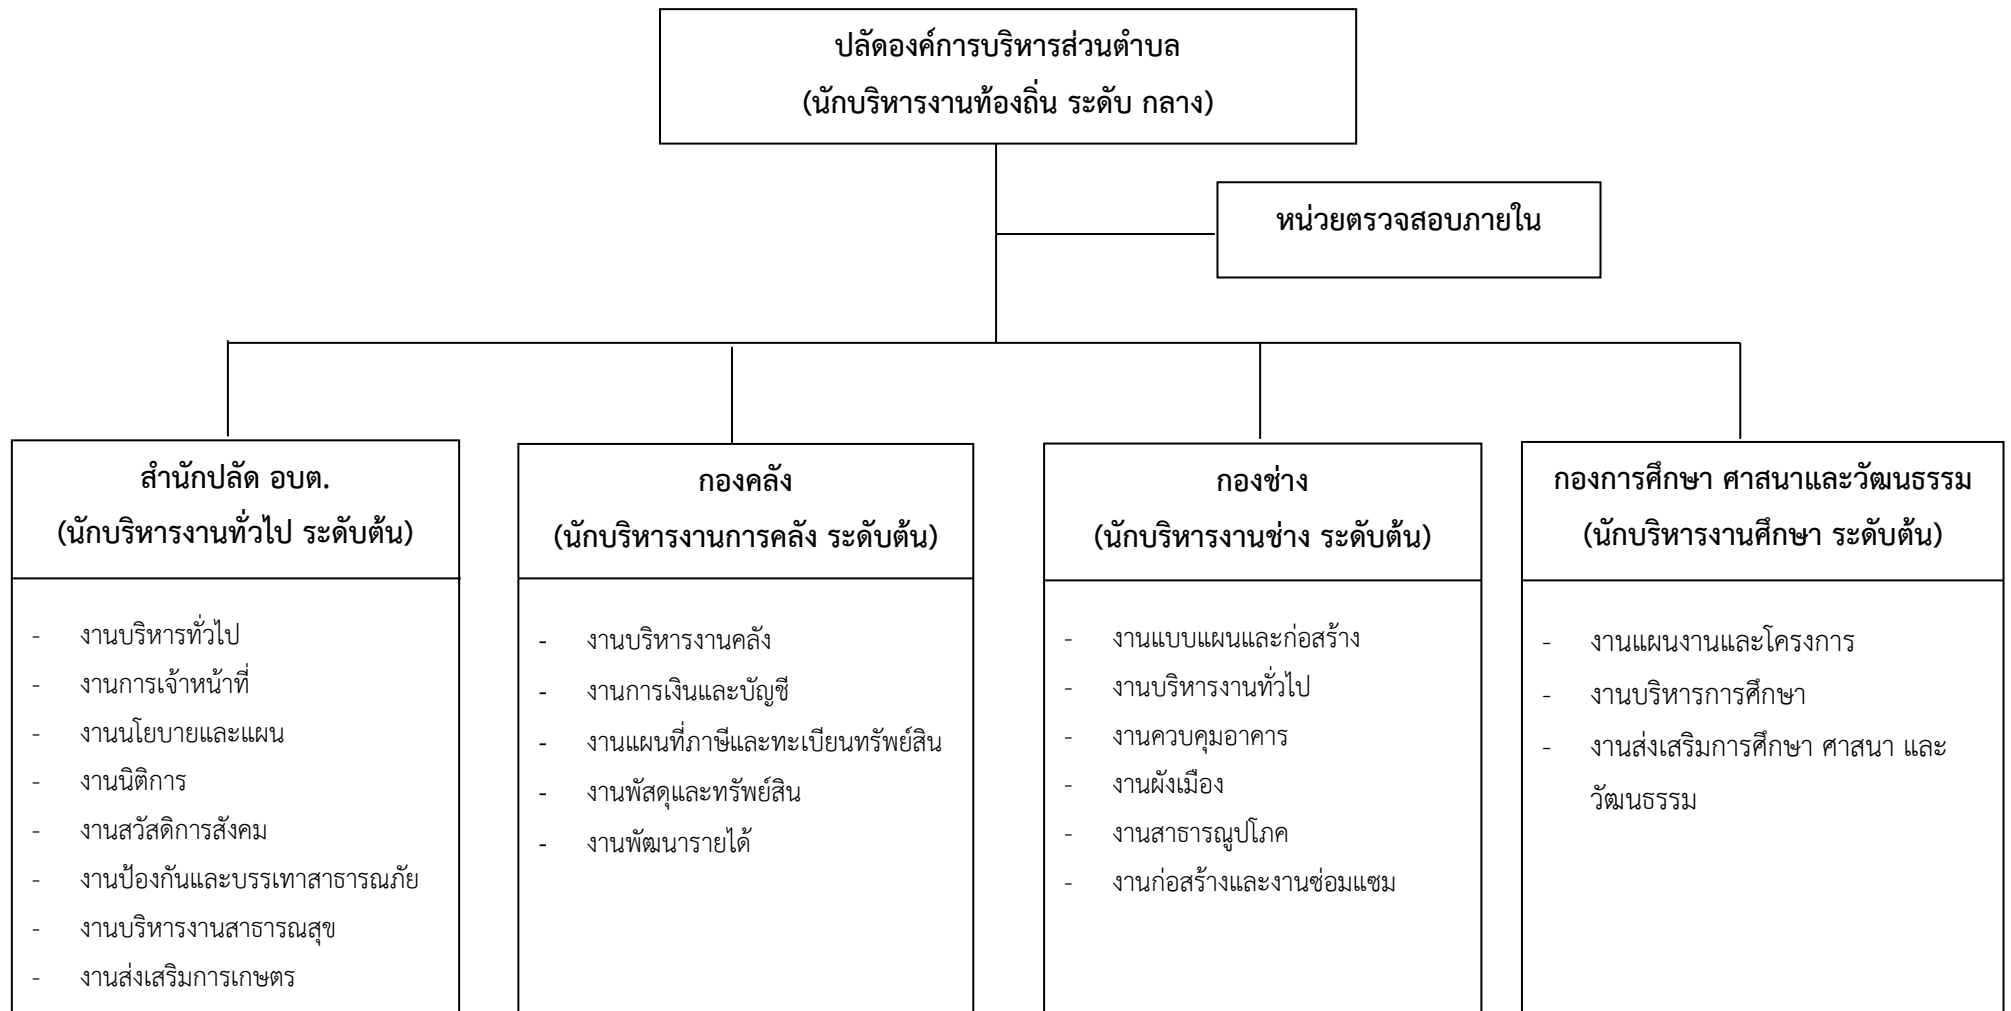 ปลัดองค์การบริหารส่วนตำบล
(นักบริหารงานท้องถิ่น ระดับ กลาง)
หน่วยตรวจสอบภายใน
สำนักปลัด อบต.
(นักบริหารงานทั่วไป ระดับต้น)
- งานบริหารทั่วไป
- งานการเจ้าหน้าที่
- งานนโยบายและแผน
- งานนิติการ
- งานสวัสดิการสังคม
- งานป้องกันและบรรเทาสาธารณภัย
- งานบริหารงานสาธารณสุข
- งานส่งเสริมการเกษตร
กองคลัง
(นักบริหารงานการคลัง ระดับต้น)
- งานบริหารงานคลัง
- งานการเงินและบัญชี
- งานแผนที่ภาษีและทะเบียนทรัพย์สิน
- งานพัสดุและทรัพย์สิน
- งานพัฒนารายได้
กองช่าง
(นักบริหารงานช่าง ระดับต้น)
- งานแบบแผนและก่อสร้าง
- งานบริหารงานทั่วไป
- งานควบคุมอาคาร
- งานผังเมือง
- งานสาธารณูปโภค
- งานก่อสร้างและงานซ่อมแซม
กองการศึกษา ศาสนาและวัฒนธรรม
(นักบริหารงานศึกษา ระดับต้น)
- งานแผนงานและโครงการ
- งานบริหารการศึกษา
- งานส่งเสริมการศึกษา ศาสนา และ
วัฒนธรรม